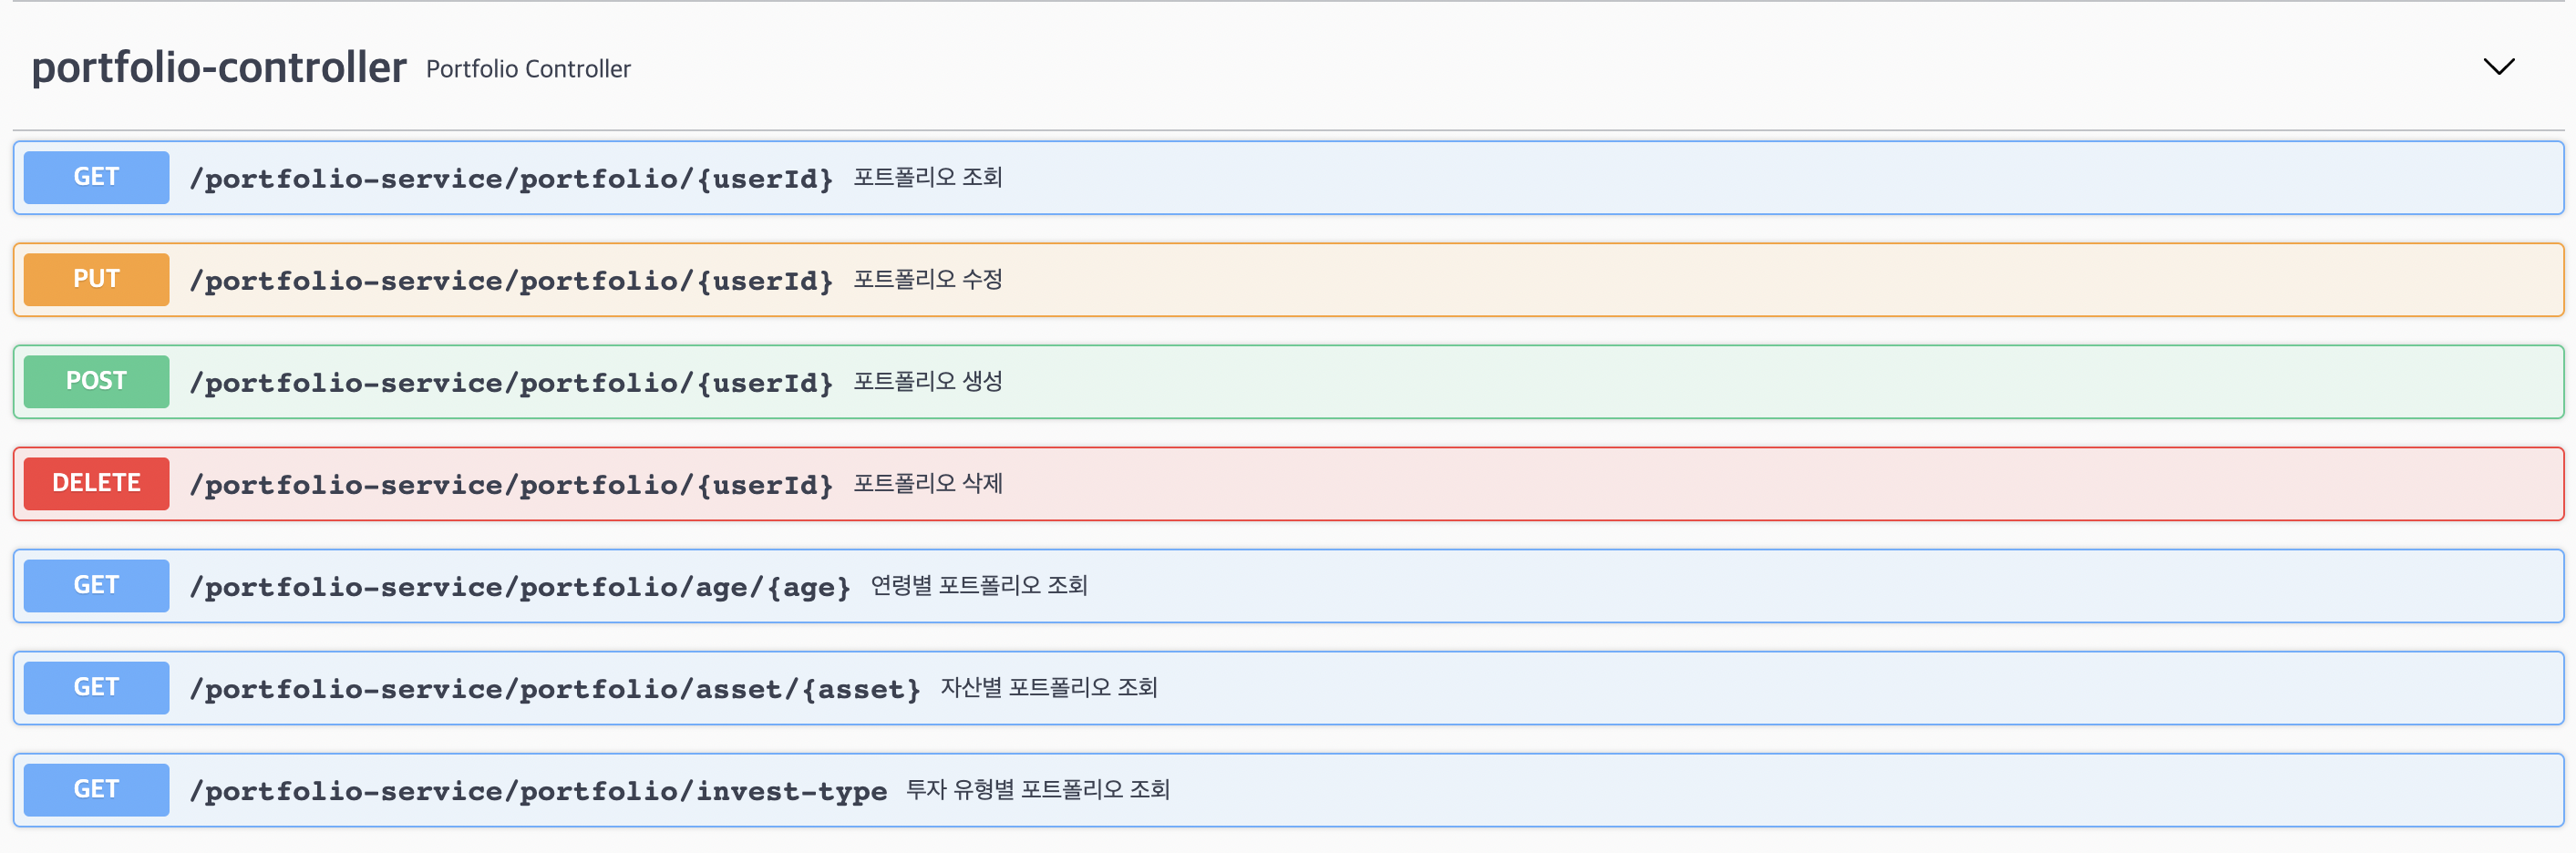 portfolio-controller Portfolio Controller
GET /portfolio-service/portfolio/{userId} 포트폴리오 조회
PUT /portfolio-service/portfolio/{userId} 포트폴리오 수정
POST /portfolio-service/portfolio/{userId} 포트폴리오 생성
DELETE /portfolio-service/portfolio/{userId} 포트폴리오 삭제
GET /portfolio-service/portfolio/age/{age} 연령별 포트폴리오 조회
GET /portfolio-service/portfolio/asset/{asset} 자산별 포트폴리오 조회
GET /portfolio-service/portfolio/invest-type 투자 유형별 포트폴리오 조회